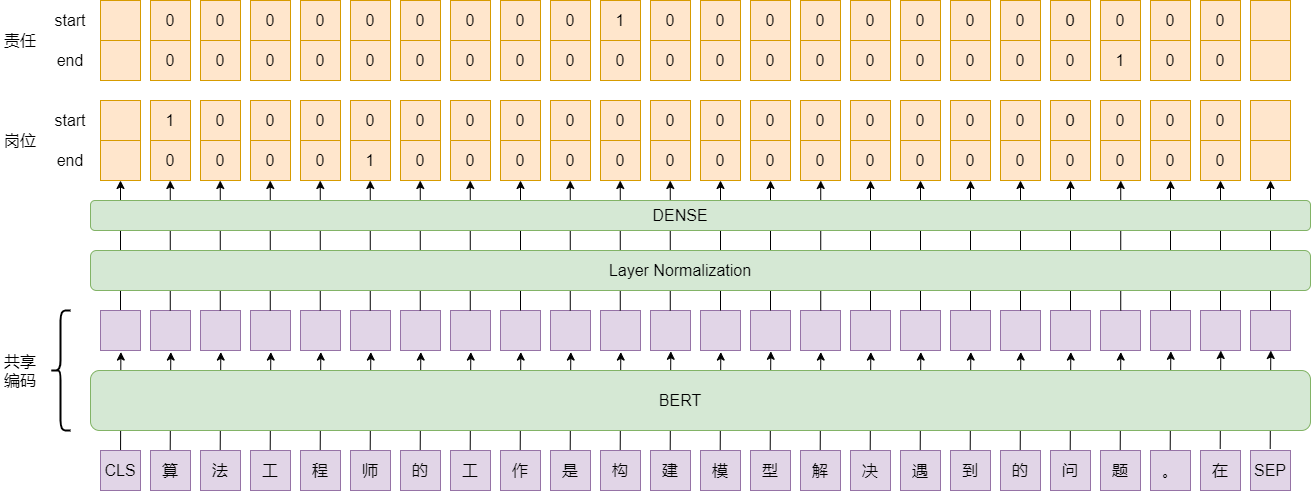 责任
start 0 0 0 0 0 0 0 0 0 1 0 0 0 0 0 0 0 0 0 0 0 0
end 0 0 0 0 0 0 0 0 0 0 0 0 0 0 0 0 0 0 0 1 0 0
岗位
start 1 0 0 0 0 0 0 0 0 0 0 0 0 0 0 0 0 0 0 0 0 0
end 0 0 0 0 1 0 0 0 0 0 0 0 0 0 0 0 0 0 0 0 0 0
DENSE
Layer Normalization
共享
编码
BERT
CLS 算 法 工 程 师 的 工 作 是 构 建 模 型 解 决 遇 到 的 问 题 。 在 SEP